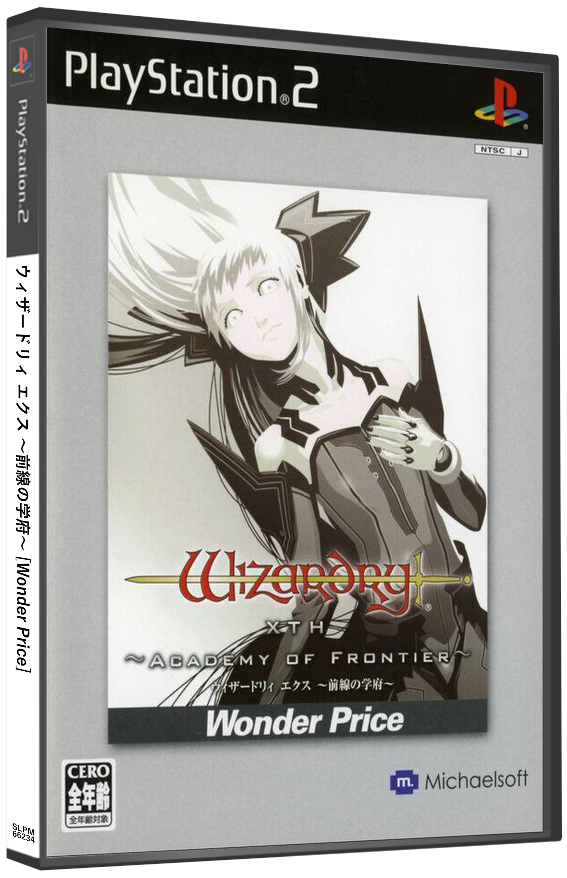 PlayStation®2
NTSC J
Wizardry®
XTH
~ACADEMY OF FRONTIER~
ウィザードリィ エクス ～前線の学府～
Wonder Price
CERO
全年齢
全年齢対象
m. Michaelsoft
PlayStation®2
ウィザードリィ エクス ～前線の学府～ [Wonder Price]
SLPM
66234